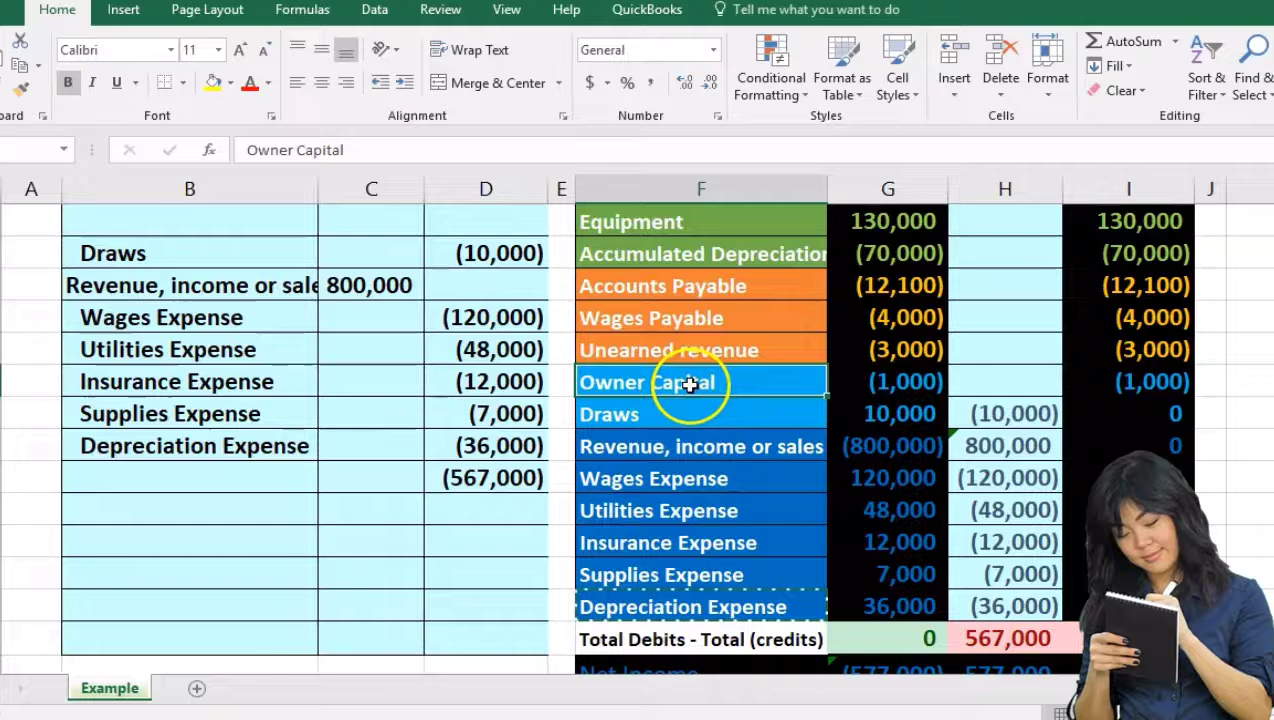 Home Insert Page Layout Formulas Data Review View Help QuickBooks Tell me what you want to do
Calibri 11 Wrap Text General AutoSum
Merge & Center $ % Conditional Formatting Format as Table Cell Styles Insert Delete Format Fill Clear Sort & Filter Find & Select
oard Font Alignment Number Styles Cells Editing
fx Owner Capital
A B C D E F G H I J
Equipment 130,000 130,000
Draws (10,000) Accumulated Depreciation (70,000) (70,000)
Revenue, income or sale 800,000 Accounts Payable (12,100) (12,100)
Wages Expense (120,000) Wages Payable (4,000) (4,000)
Utilities Expense (48,000) Unearned revenue (3,000) (3,000)
Insurance Expense (12,000) Owner Capital (1,000) (1,000)
Supplies Expense (7,000) Draws 10,000 (10,000) 0
Depreciation Expense (36,000) Revenue, income or sales (800,000) 800,000 0
(567,000) Wages Expense 120,000 (120,000)
Utilities Expense 48,000 (48,000)
Insurance Expense 12,000 (12,000)
Supplies Expense 7,000 (7,000)
Depreciation Expense 36,000 (36,000)
Total Debits - Total (credits) 0 567,000
Net Income (577,000) 577,000
Example